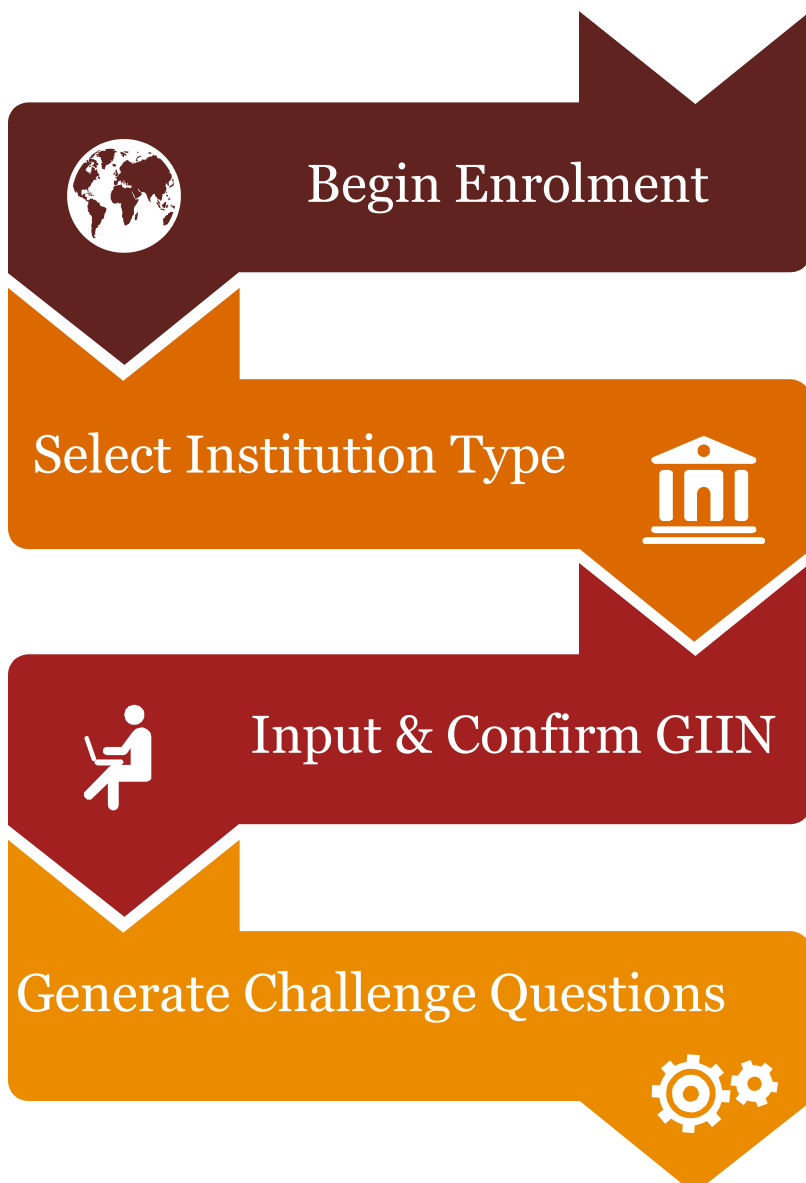 Begin Enrolment
Select Institution Type
Input & Confirm GIIN
Generate Challenge Questions